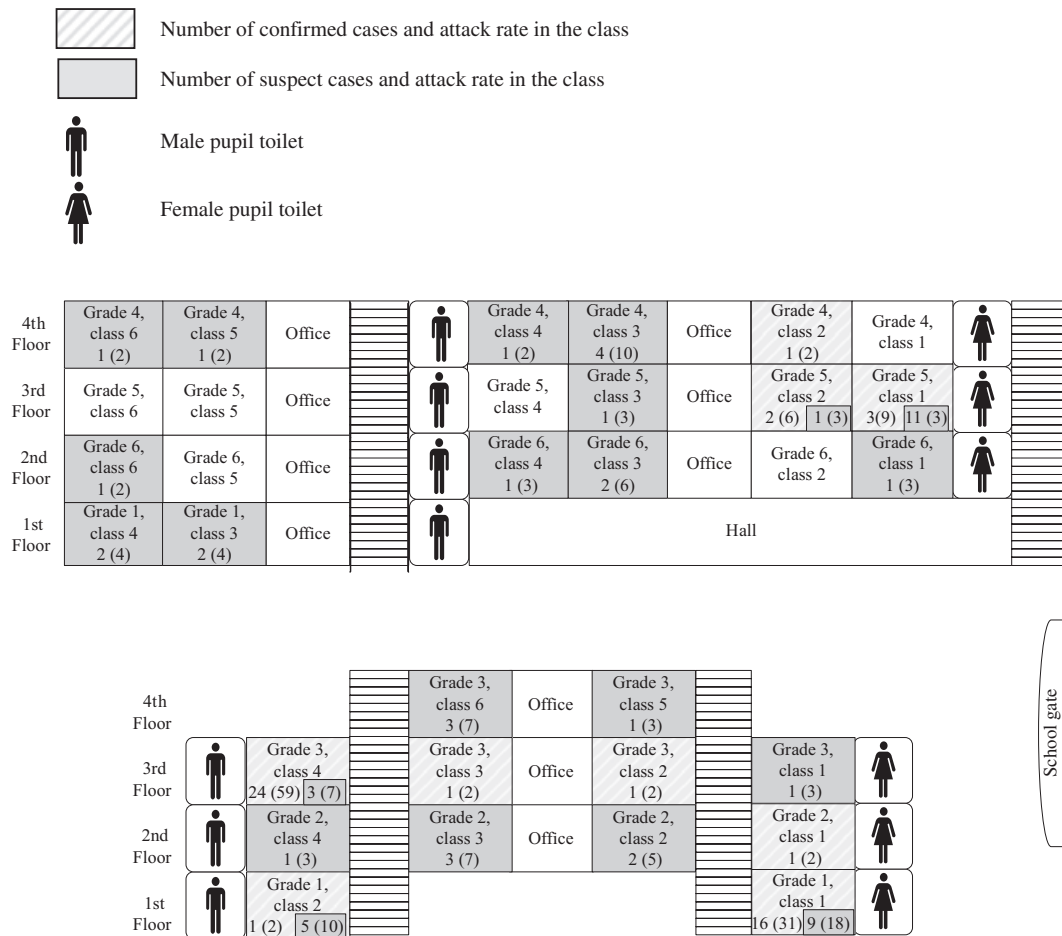 Number of confirmed cases and attack rate in the class
Number of suspect cases and attack rate in the class
Male pupil toilet
Female pupil toilet
4th
Floor
Grade 4,
class 6
1 (2)
Grade 4,
class 5
1 (2)
Office
Grade 4,
class 4
1 (2)
Grade 4,
class 3
4 (10)
Office
Grade 4,
class 2
1 (2)
Grade 4,
class 1
3rd
Floor
Grade 5,
class 6
Grade 5,
class 5
Office
Grade 5,
class 4
Grade 5,
class 3
1 (3)
Office
Grade 5,
class 2
2 (6) 1 (3)
Grade 5,
class 1
3(9) 11 (3)
2nd
Floor
Grade 6,
class 6
1 (2)
Grade 6,
class 5
Office
Grade 6,
class 4
1 (3)
Grade 6,
class 3
2 (6)
Office
Grade 6,
class 2
Grade 6,
class 1
1 (3)
1st
Floor
Grade 1,
class 4
2 (4)
Grade 1,
class 3
2 (4)
Office
Hall
4th
Floor
Grade 3,
class 6
3 (7)
Office
Grade 3,
class 5
1 (3)
3rd
Floor
Grade 3,
class 4
24 (59) 3 (7)
Grade 3,
class 3
1 (2)
Office
Grade 3,
class 2
1 (2)
Grade 3,
class 1
1 (3)
2nd
Floor
Grade 2,
class 4
1 (3)
Grade 2,
class 3
3 (7)
Office
Grade 2,
class 2
2 (5)
Grade 2,
class 1
1 (2)
1st
Floor
Grade 1,
class 2
1 (2) 5 (10)
Grade 1,
class 1
16 (31) 9 (18)
School gate